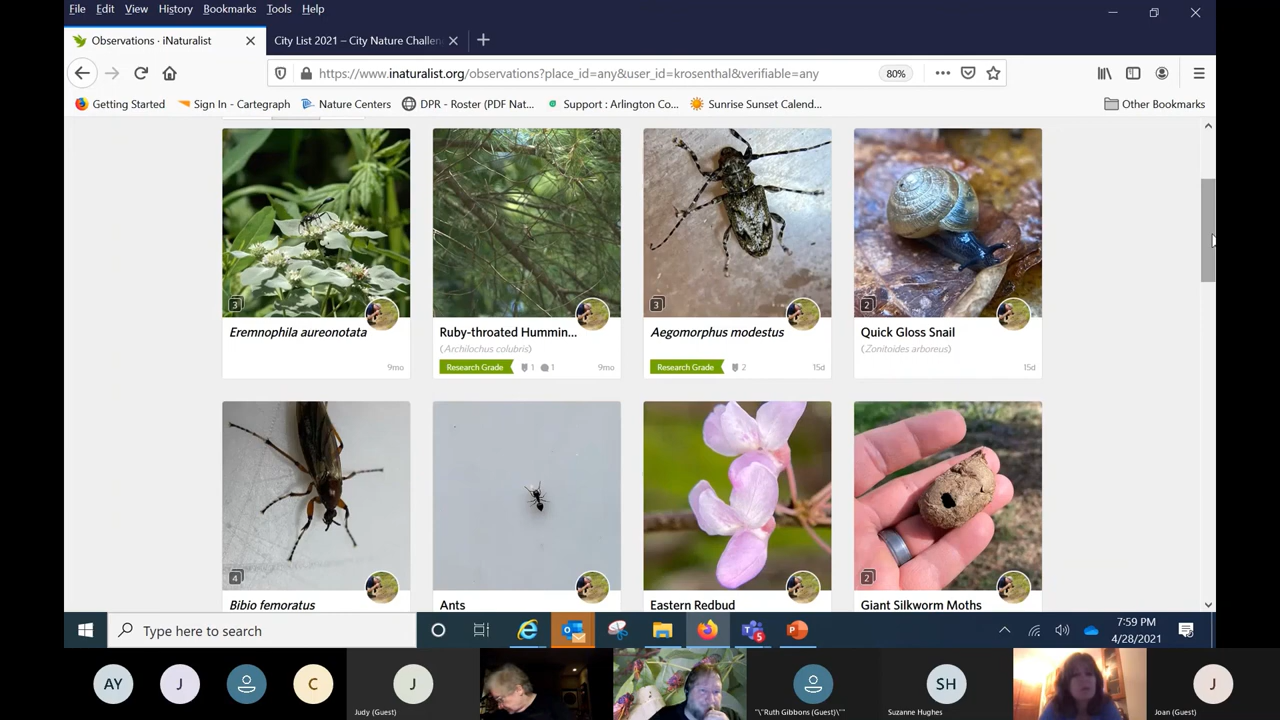 File Edit View History Bookmarks Tools Help
Observations · iNaturalist
City List 2021 – City Nature Challen
https://www.inaturalist.org/observations?place_id=any&user_id=krosenthal&verifiable=any
80%
Getting Started Sign In - Cartegraph Nature Centers DPR - Roster (PDF Nat... Support : Arlington Co... Sunrise Sunset Calend... Other Bookmarks
3 3 2
Eremnophila aureonotata Ruby-throated Hummin... Aegomorphus modestus Quick Gloss Snail
(Archilochus colubris) (Zonitoides arboreus)
9mo Research Grade 1 1 9mo Research Grade 2 15d 15d
4 2
Bibio femoratus Ants Eastern Redbud Giant Silkworm Moths
Type here to search
5
7:59 PM
4/28/2021
AY J C J SH J
Judy (Guest) "\"Ruth Gibbons (Guest)\"" Suzanne Hughes Joan (Guest)